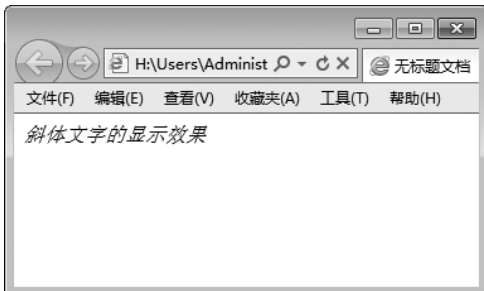 H:\Users\Administ
无标题文档
文件(F) 编辑(E) 查看(V) 收藏夹(A) 工具(T) 帮助(H)
斜体文字的显示效果